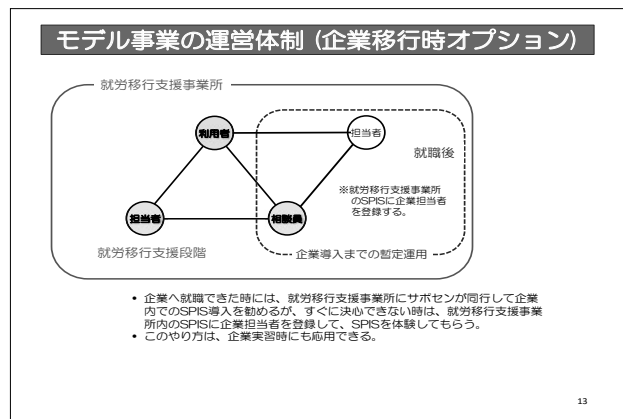 モデル事業の運営体制（企業移行時オプション）
就労移行支援事業所
利用者
担当者
就職後
※就労移行支援事業所
のSPISに企業担当者
を登録する。
担当者
相談員
就労移行支援段階
企業導入までの暫定運用
• 企業へ就職できた時には、就労移行支援事業所にサポセンが同行して企業
内でのSPIS導入を勧めるが、すぐに決心できない時は、就労移行支援事業
所内のSPISに企業担当者を登録して、SPISを体験してもらう。
• このやり方は、企業実習時にも応用できる。
13